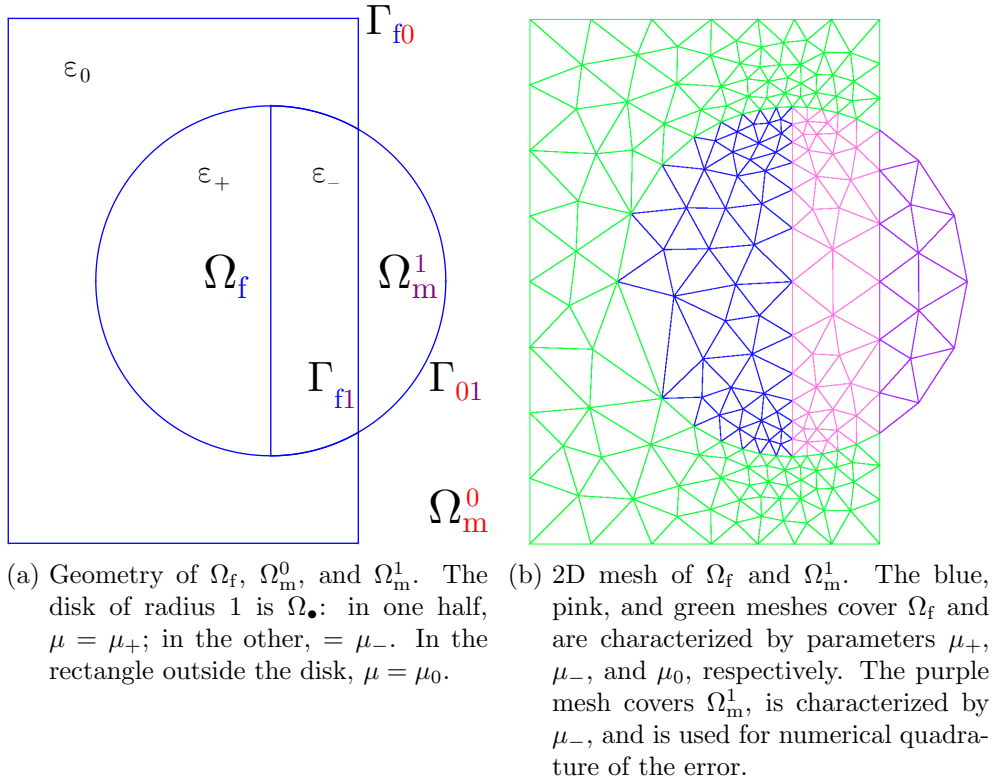 Γf0
ε0
ε+
ε−
Ωf
Ω1m
Γf1
Γ01
Ω0m
(a) Geometry of Ωf, Ω0m, and Ω1m. The
disk of radius 1 is Ω●: in one half,
μ = μ+; in the other, = μ−. In the
rectangle outside the disk, μ = μ0.
(b) 2D mesh of Ωf and Ω1m. The blue,
pink, and green meshes cover Ωf and
are characterized by parameters μ+,
μ−, and μ0, respectively. The purple
mesh covers Ω1m, is characterized by
μ−, and is used for numerical quadra-
ture of the error.